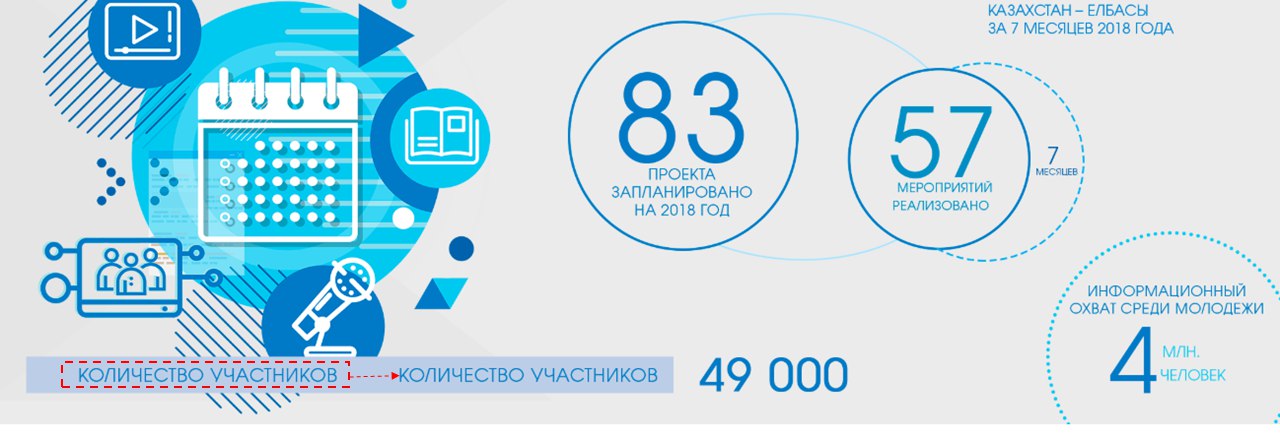 КАЗАХСТАН – ЕЛБАСЫ
ЗА 7 МЕСЯЦЕВ 2018 ГОДА
83
ПРОЕКТА
ЗАПЛАНИРОВАНО
НА 2018 ГОД
57
МЕРОПРИЯТИЙ
РЕАЛИЗОВАНО
7
МЕСЯЦЕВ
ИНФОРМАЦИОННЫЙ
ОХВАТ СРЕДИ МОЛОДЕЖИ
4 МЛН.
ЧЕЛОВЕК
КОЛИЧЕСТВО УЧАСТНИКОВ КОЛИЧЕСТВО УЧАСТНИКОВ 49 000